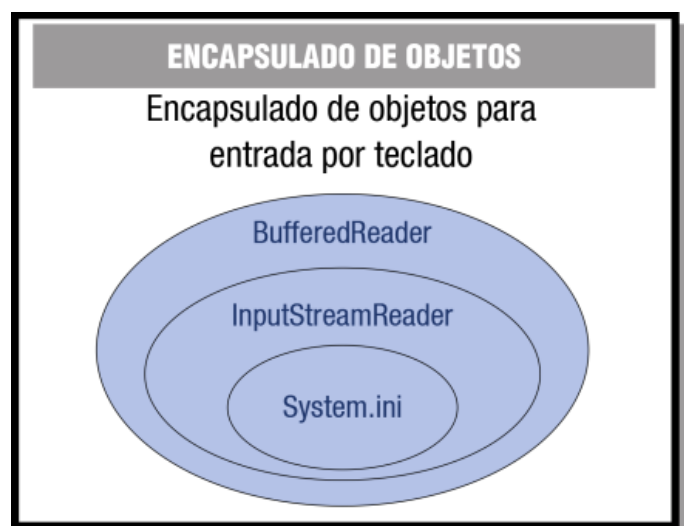 ENCAPSULADO DE OBJETOS
Encapsulado de objetos para
entrada por teclado
BufferedReader
InputStreamReader
System.ini